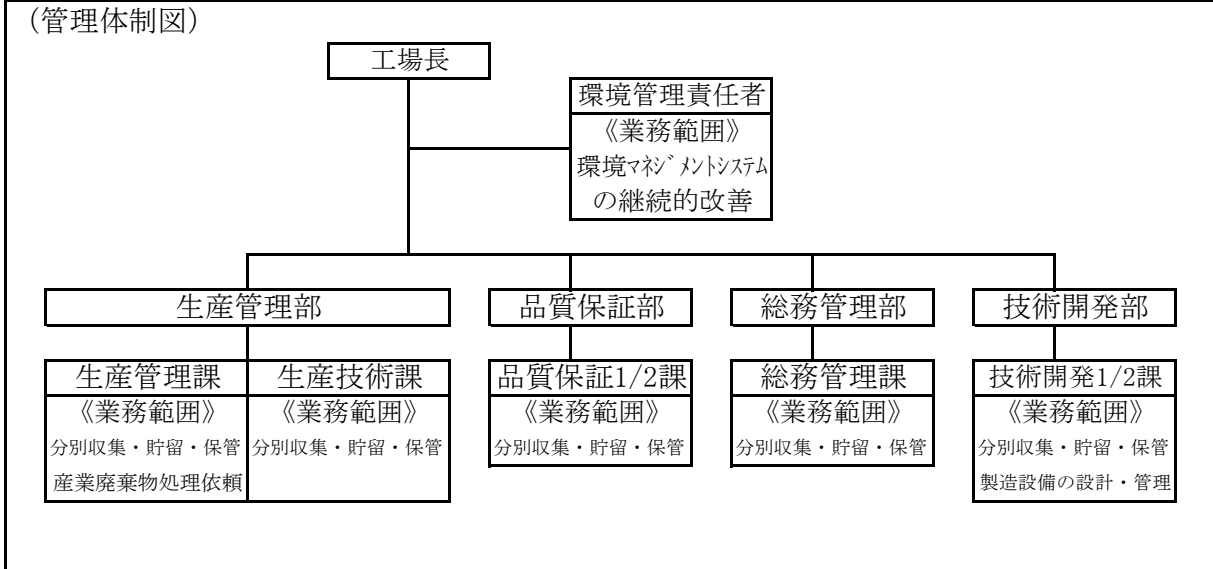 (管理体制図)
工場長
環境管理責任者
《業務範囲》
環境マネジメントシステム
の継続的改善
生産管理部
品質保証部
総務管理部
技術開発部
生産管理課
《業務範囲》
分別収集・貯留・保管
産業廃棄物処理依頼
生産技術課
《業務範囲》
分別収集・貯留・保管
品質保証1/2課
《業務範囲》
分別収集・貯留・保管
総務管理課
《業務範囲》
分別収集・貯留・保管
技術開発1/2課
《業務範囲》
分別収集・貯留・保管
製造設備の設計・管理